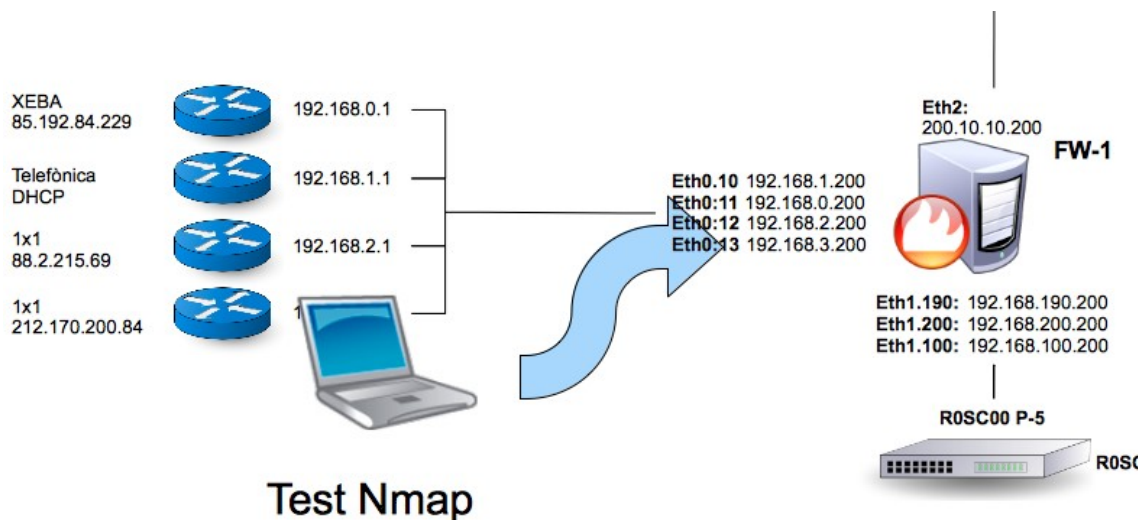 XEBA
85.192.84.229
192.168.0.1
Telefònica
DHCP
192.168.1.1
1x1
88.2.215.69
192.168.2.1
1x1
212.170.200.84
Eth2:
200.10.10.200
FW-1
Eth0.10 192.168.1.200
Eth0:11 192.168.0.200
Eth0:12 192.168.2.200
Eth0:13 192.168.3.200
Eth1.190: 192.168.190.200
Eth1.200: 192.168.200.200
Eth1.100: 192.168.100.200
R0SC00 P-5
R0SC
Test Nmap